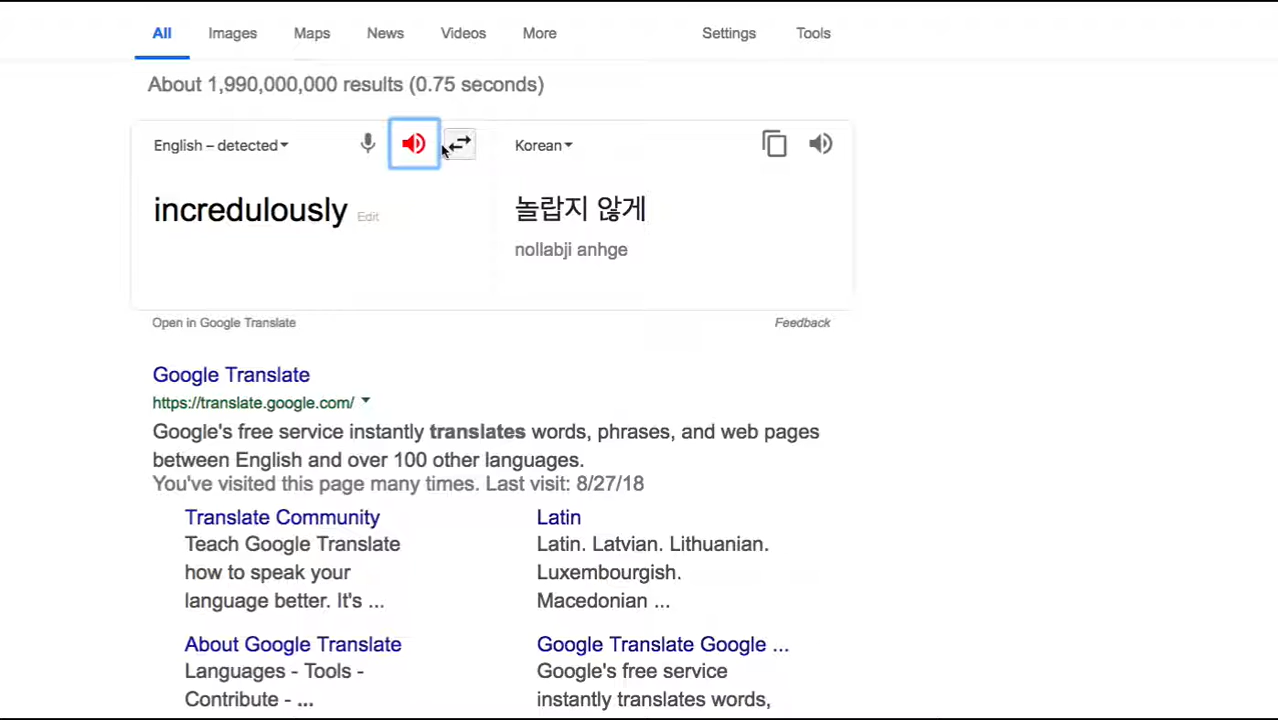 All Images Maps News Videos More Settings Tools
About 1,990,000,000 results (0.75 seconds)
English – detected Korean
incredulously Edit 놀랍지 않게
nollabji anhge
Open in Google Translate Feedback
Google Translate
https://translate.google.com/
Google's free service instantly translates words, phrases, and web pages
between English and over 100 other languages.
You've visited this page many times. Last visit: 8/27/18
Translate Community
Teach Google Translate
how to speak your
language better. It's ...
Latin
Latin. Latvian. Lithuanian.
Luxembourgish.
Macedonian ...
About Google Translate
Languages - Tools -
Contribute - ...
Google Translate Google ...
Google's free service
instantly translates words,